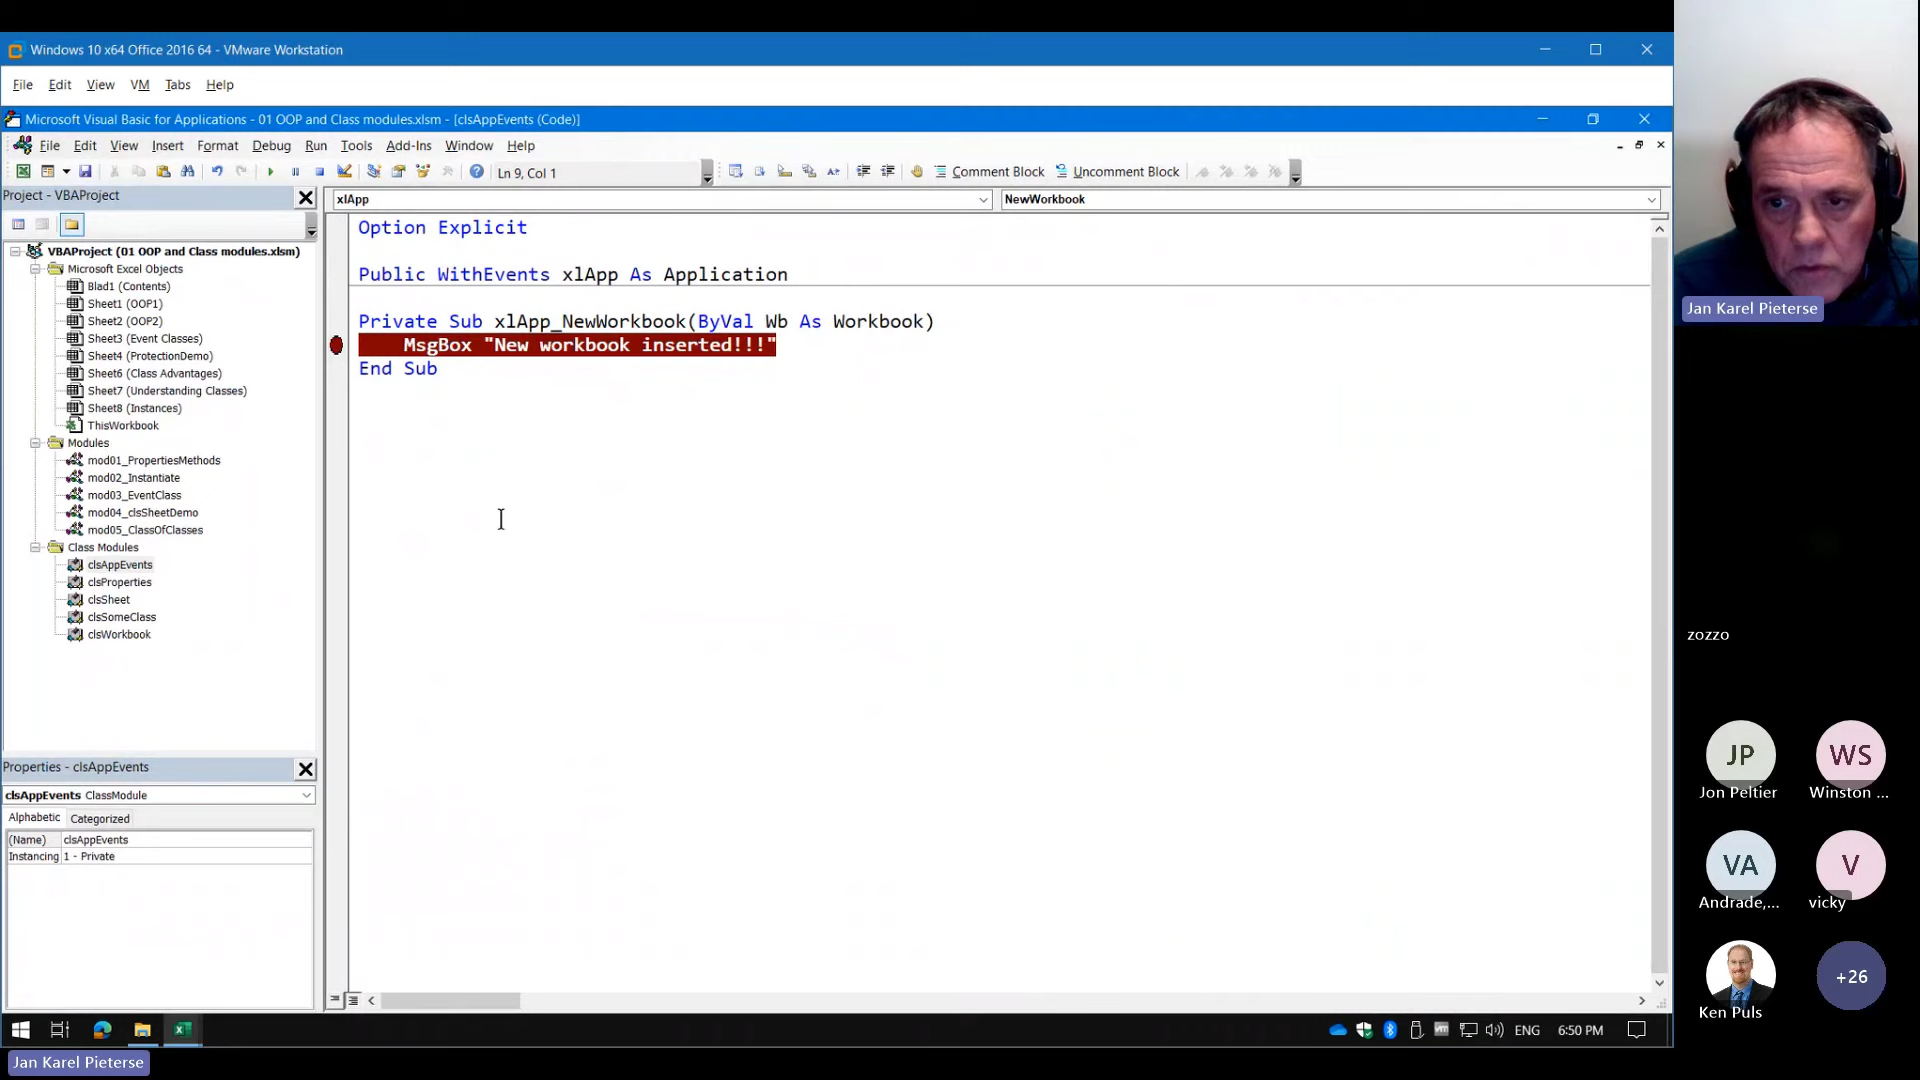 Windows 10 x64 Office 2016 64 - VMware Workstation
File Edit View VM Tabs Help
Microsoft Visual Basic for Applications - 01 OOP and Class modules.xlsm - [clsAppEvents (Code)]
File Edit View Insert Format Debug Run Tools Add-Ins Window Help
Ln 9, Col 1
Comment Block
Uncomment Block
Project - VBAProject
VBAProject (01 OOP and Class modules.xlsm)
Microsoft Excel Objects
Blad1 (Contents)
Sheet1 (OOP1)
Sheet2 (OOP2)
Sheet3 (Event Classes)
Sheet4 (ProtectionDemo)
Sheet6 (Class Advantages)
Sheet7 (Understanding Classes)
Sheet8 (Instances)
ThisWorkbook
Modules
mod01_PropertiesMethods
mod02_Instantiate
mod03_EventClass
mod04_clsSheetDemo
mod05_ClassOfClasses
Class Modules
clsAppEvents
clsProperties
clsSheet
clsSomeClass
clsWorkbook
Properties - clsAppEvents
clsAppEvents ClassModule
Alphabetic Categorized
(Name) clsAppEvents
Instancing 1 - Private
xlApp
NewWorkbook
Option Explicit
Public WithEvents xlApp As Application
Private Sub xlApp_NewWorkbook(ByVal Wb As Workbook)
MsgBox "New workbook inserted!!!"
End Sub
ENG 6:50 PM
Jan Karel Pieterse
Jan Karel Pieterse
zozzo
JP
Jon Peltier
WS
Winston ...
VA
Andrade,...
V
vicky
Ken Puls
+26